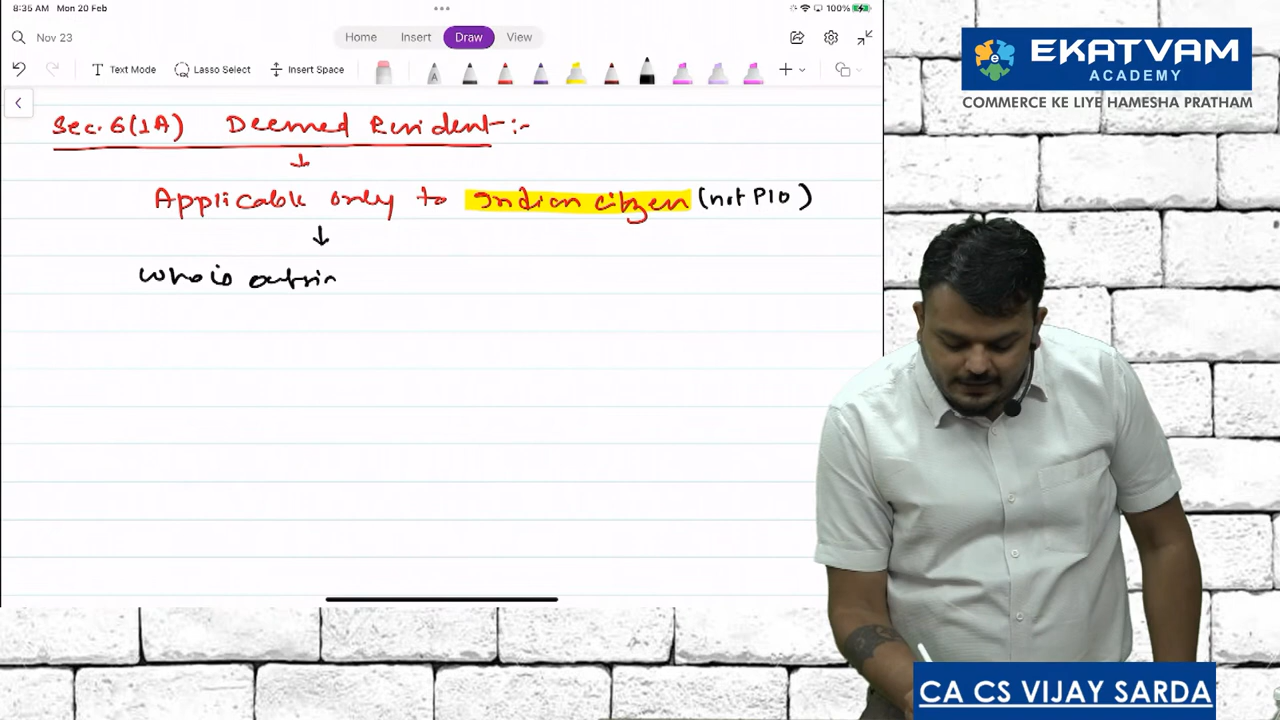 8:35 AM Mon 20 Feb
100%
Nov 23
Home Insert Draw View
Text Mode Lasso Select Insert Space
EKATVAM
ACADEMY
COMMERCE KE LIYE HAMESHA PRATHAM
Sec. 6(1A) Deemed Resident :-
Applicable only to Indian citizen (not PIO)
who is outsin
CA CS VIJAY SARDA